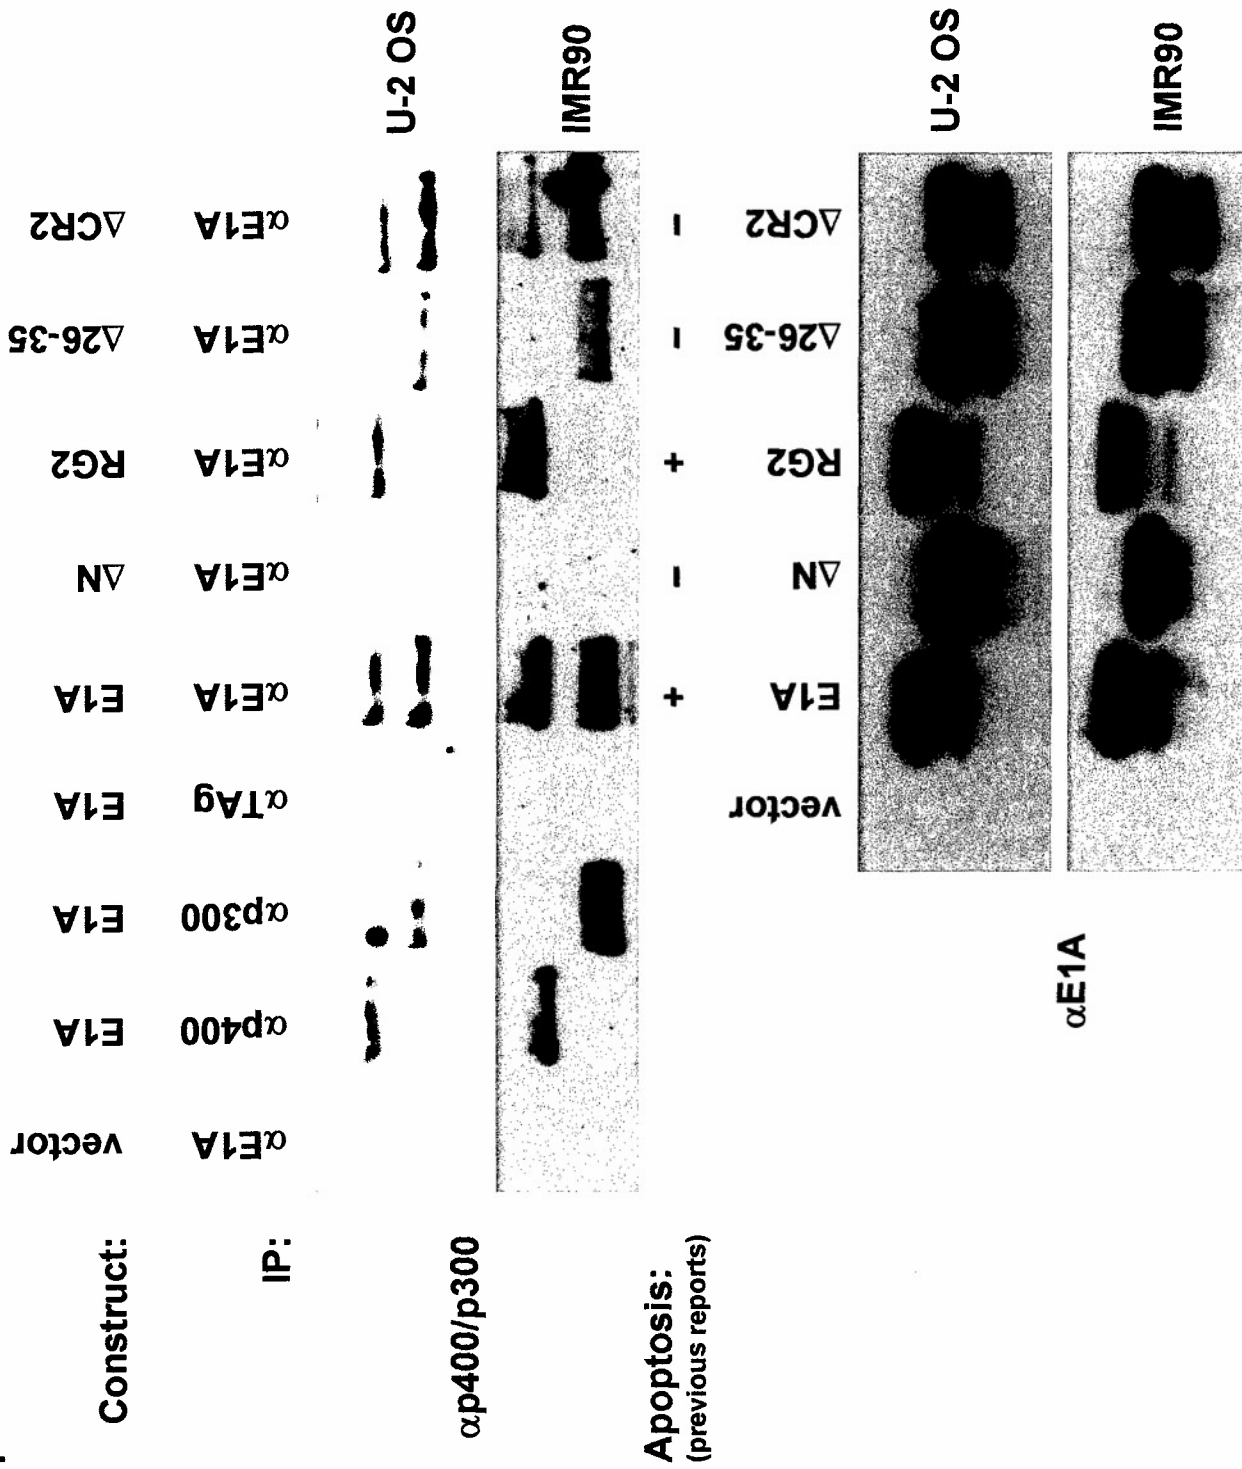 Construct: vector E1A E1A E1A E1A ΔN RG2 Δ26-35 ΔCR2
IP: αE1A αp400 αp300 αTAg αE1A αE1A αE1A αE1A αE1A
αp400/p300
U-2 OS
IMR90
Apoptosis: + - + - -
(previous reports)
vector E1A ΔN RG2 Δ26-35 ΔCR2
αE1A
U-2 OS
IMR90